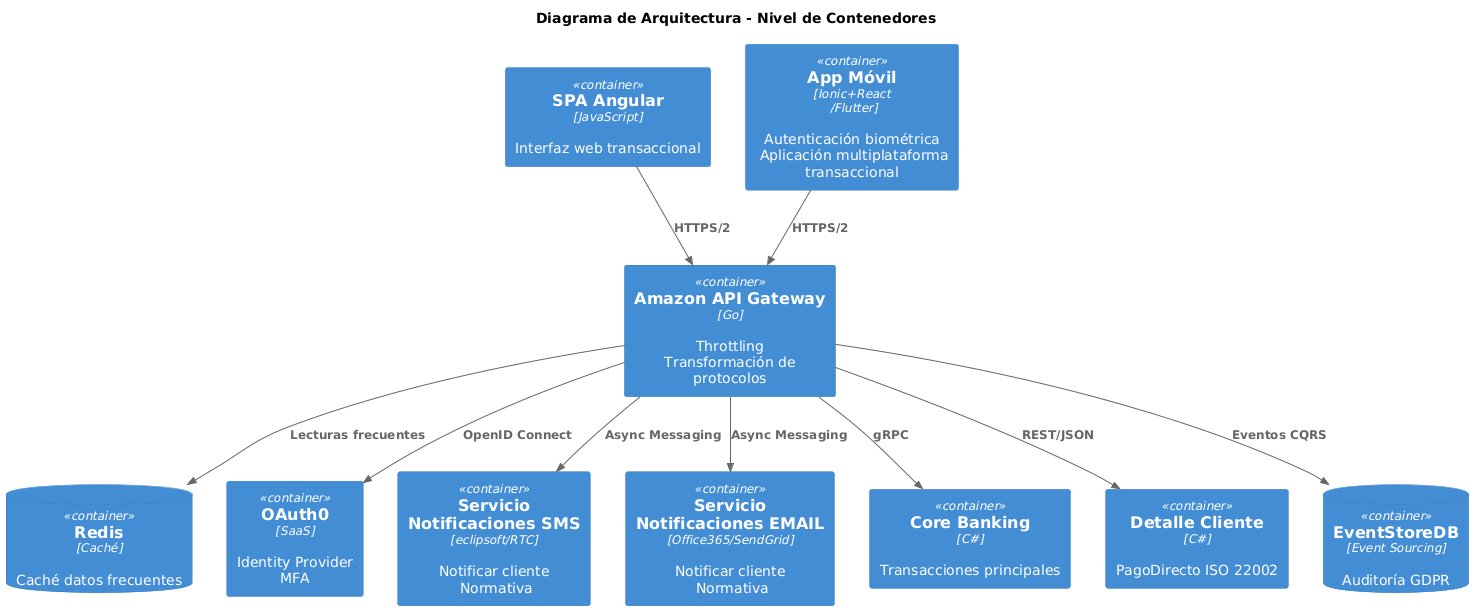 Diagrama de Arquitectura - Nivel de Contenedores
«container»
SPA Angular
[JavaScript]
Interfaz web transaccional
«container»
App Móvil
[Ionic+React
/Flutter]
Autenticación biométrica
Aplicación multiplataforma
transaccional
HTTPS/2
HTTPS/2
«container»
Amazon API Gateway
[Go]
Throttling
Transformación de
protocolos
Lecturas frecuentes
OpenID Connect
Async Messaging
Async Messaging
gRPC
REST/JSON
Eventos CQRS
«container»
Redis
[Caché]
Caché datos frecuentes
«container»
OAuth0
[SaaS]
Identity Provider
MFA
«container»
Servicio
Notificaciones SMS
[eclipsoft/RTC]
Notificar cliente
Normativa
«container»
Servicio
Notificaciones EMAIL
[Office365/SendGrid]
Notificar cliente
Normativa
«container»
Core Banking
[C#]
Transacciones principales
«container»
Detalle Cliente
[C#]
PagoDirecto ISO 22002
«container»
EventStoreDB
[Event Sourcing]
Auditoría GDPR